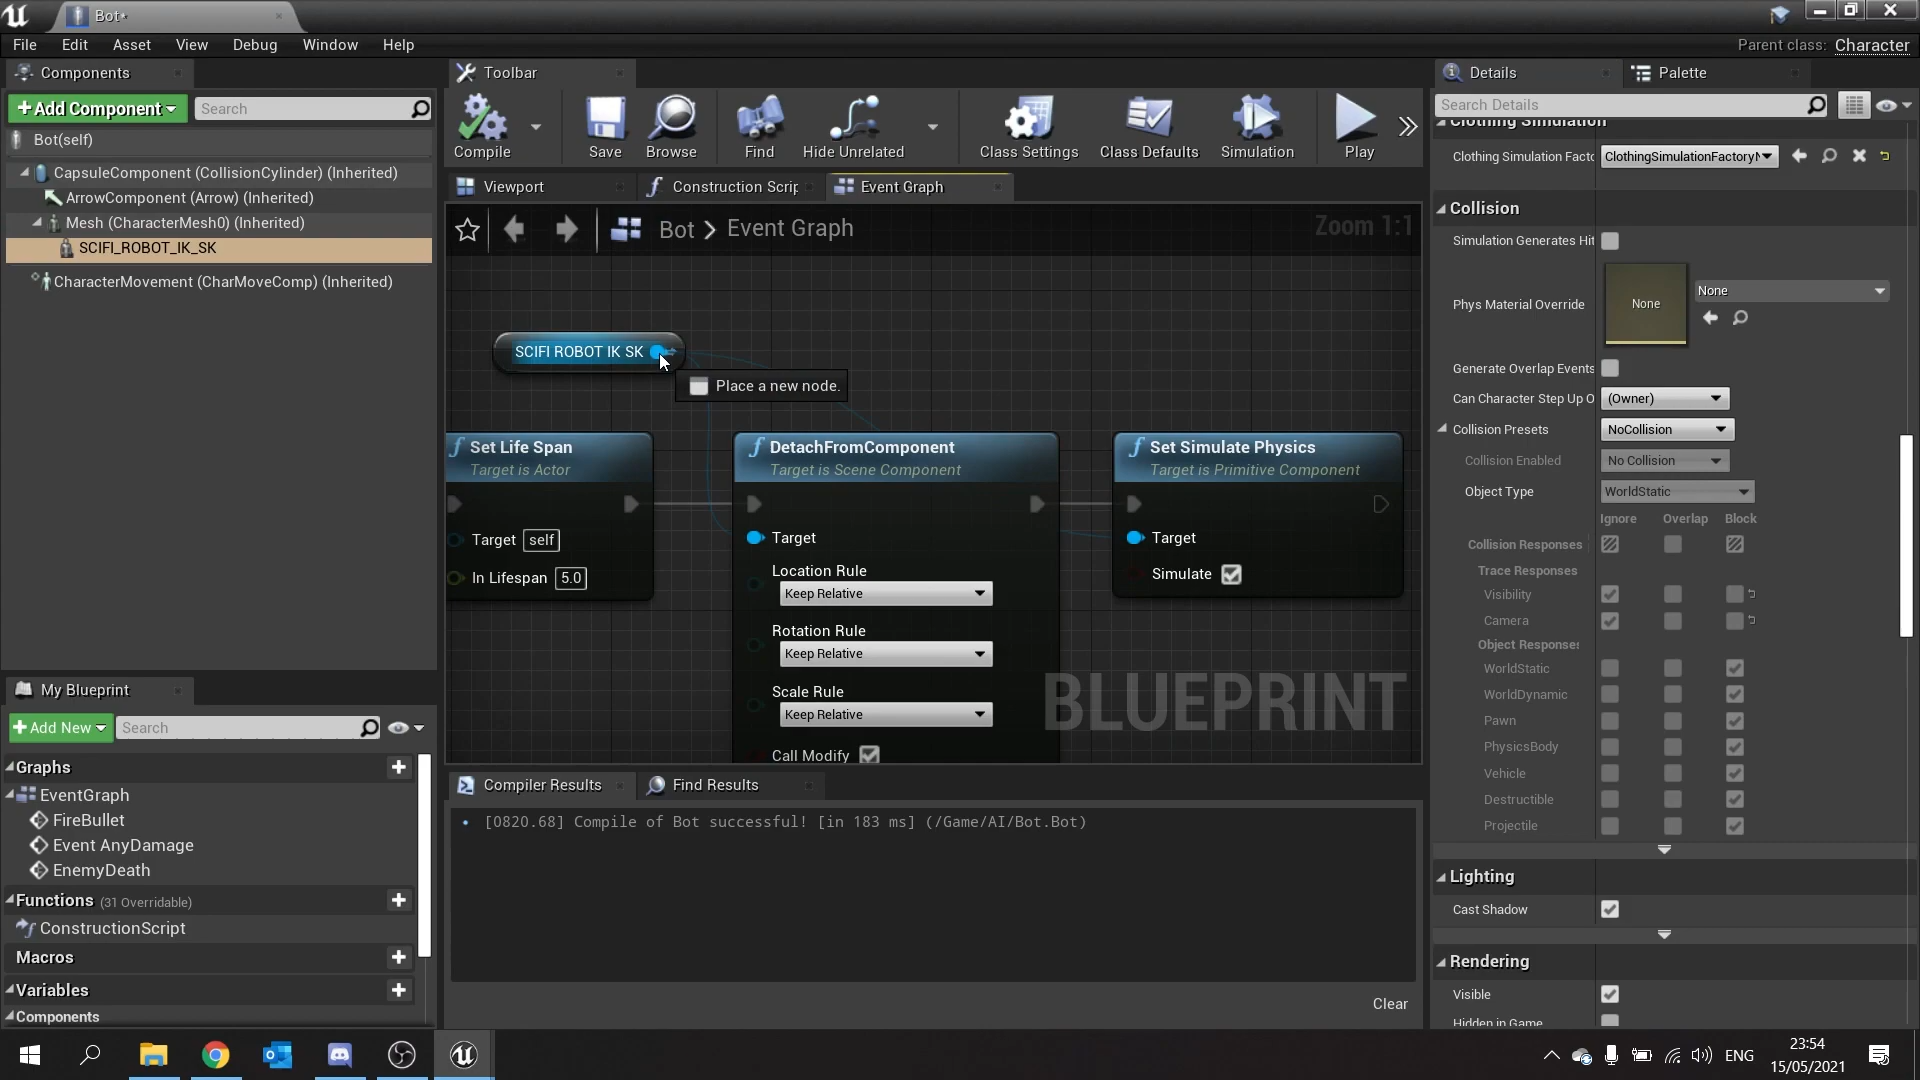 Bot*
File Edit Asset View Debug Window Help
Parent class: Character
Components
+Add Component
Search
Bot(self)
CapsuleComponent (CollisionCylinder) (Inherited)
ArrowComponent (Arrow) (Inherited)
Mesh (CharacterMesh0) (Inherited)
SCIFI_ROBOT_IK_SK
CharacterMovement (CharMoveComp) (Inherited)
My Blueprint
+Add New
Search
Graphs
EventGraph
FireBullet
Event AnyDamage
EnemyDeath
Functions (31 Overridable)
ConstructionScript
Macros
Variables
Components
Toolbar
Compile
Save
Browse
Find
Hide Unrelated
Class Settings
Class Defaults
Simulation
Play
Viewport
Construction Scrip
Event Graph
Bot > Event Graph
Zoom 1:1
SCIFI ROBOT IK SK
Place a new node.
Set Life Span
Target is Actor
Target self
In Lifespan 5.0
DetachFromComponent
Target is Scene Component
Target
Location Rule
Keep Relative
Rotation Rule
Keep Relative
Scale Rule
Keep Relative
Call Modify
Set Simulate Physics
Target is Primitive Component
Target
Simulate
BLUEPRINT
Compiler Results
Find Results
[0820.68] Compile of Bot successful! [in 183 ms] (/Game/AI/Bot.Bot)
Clear
Details
Palette
Search Details
Clothing Simulation
Clothing Simulation Facto ClothingSimulationFactoryN
Collision
Simulation Generates Hit
Phys Material Override
None
None
Generate Overlap Events
Can Character Step Up O (Owner)
Collision Presets NoCollision
Collision Enabled No Collision
Object Type WorldStatic
Ignore Overlap Block
Collision Responses
Trace Responses
Visibility
Camera
Object Responses
WorldStatic
WorldDynamic
Pawn
PhysicsBody
Vehicle
Destructible
Projectile
Lighting
Cast Shadow
Rendering
Visible
Hidden in Game
ENG
23:54
15/05/2021